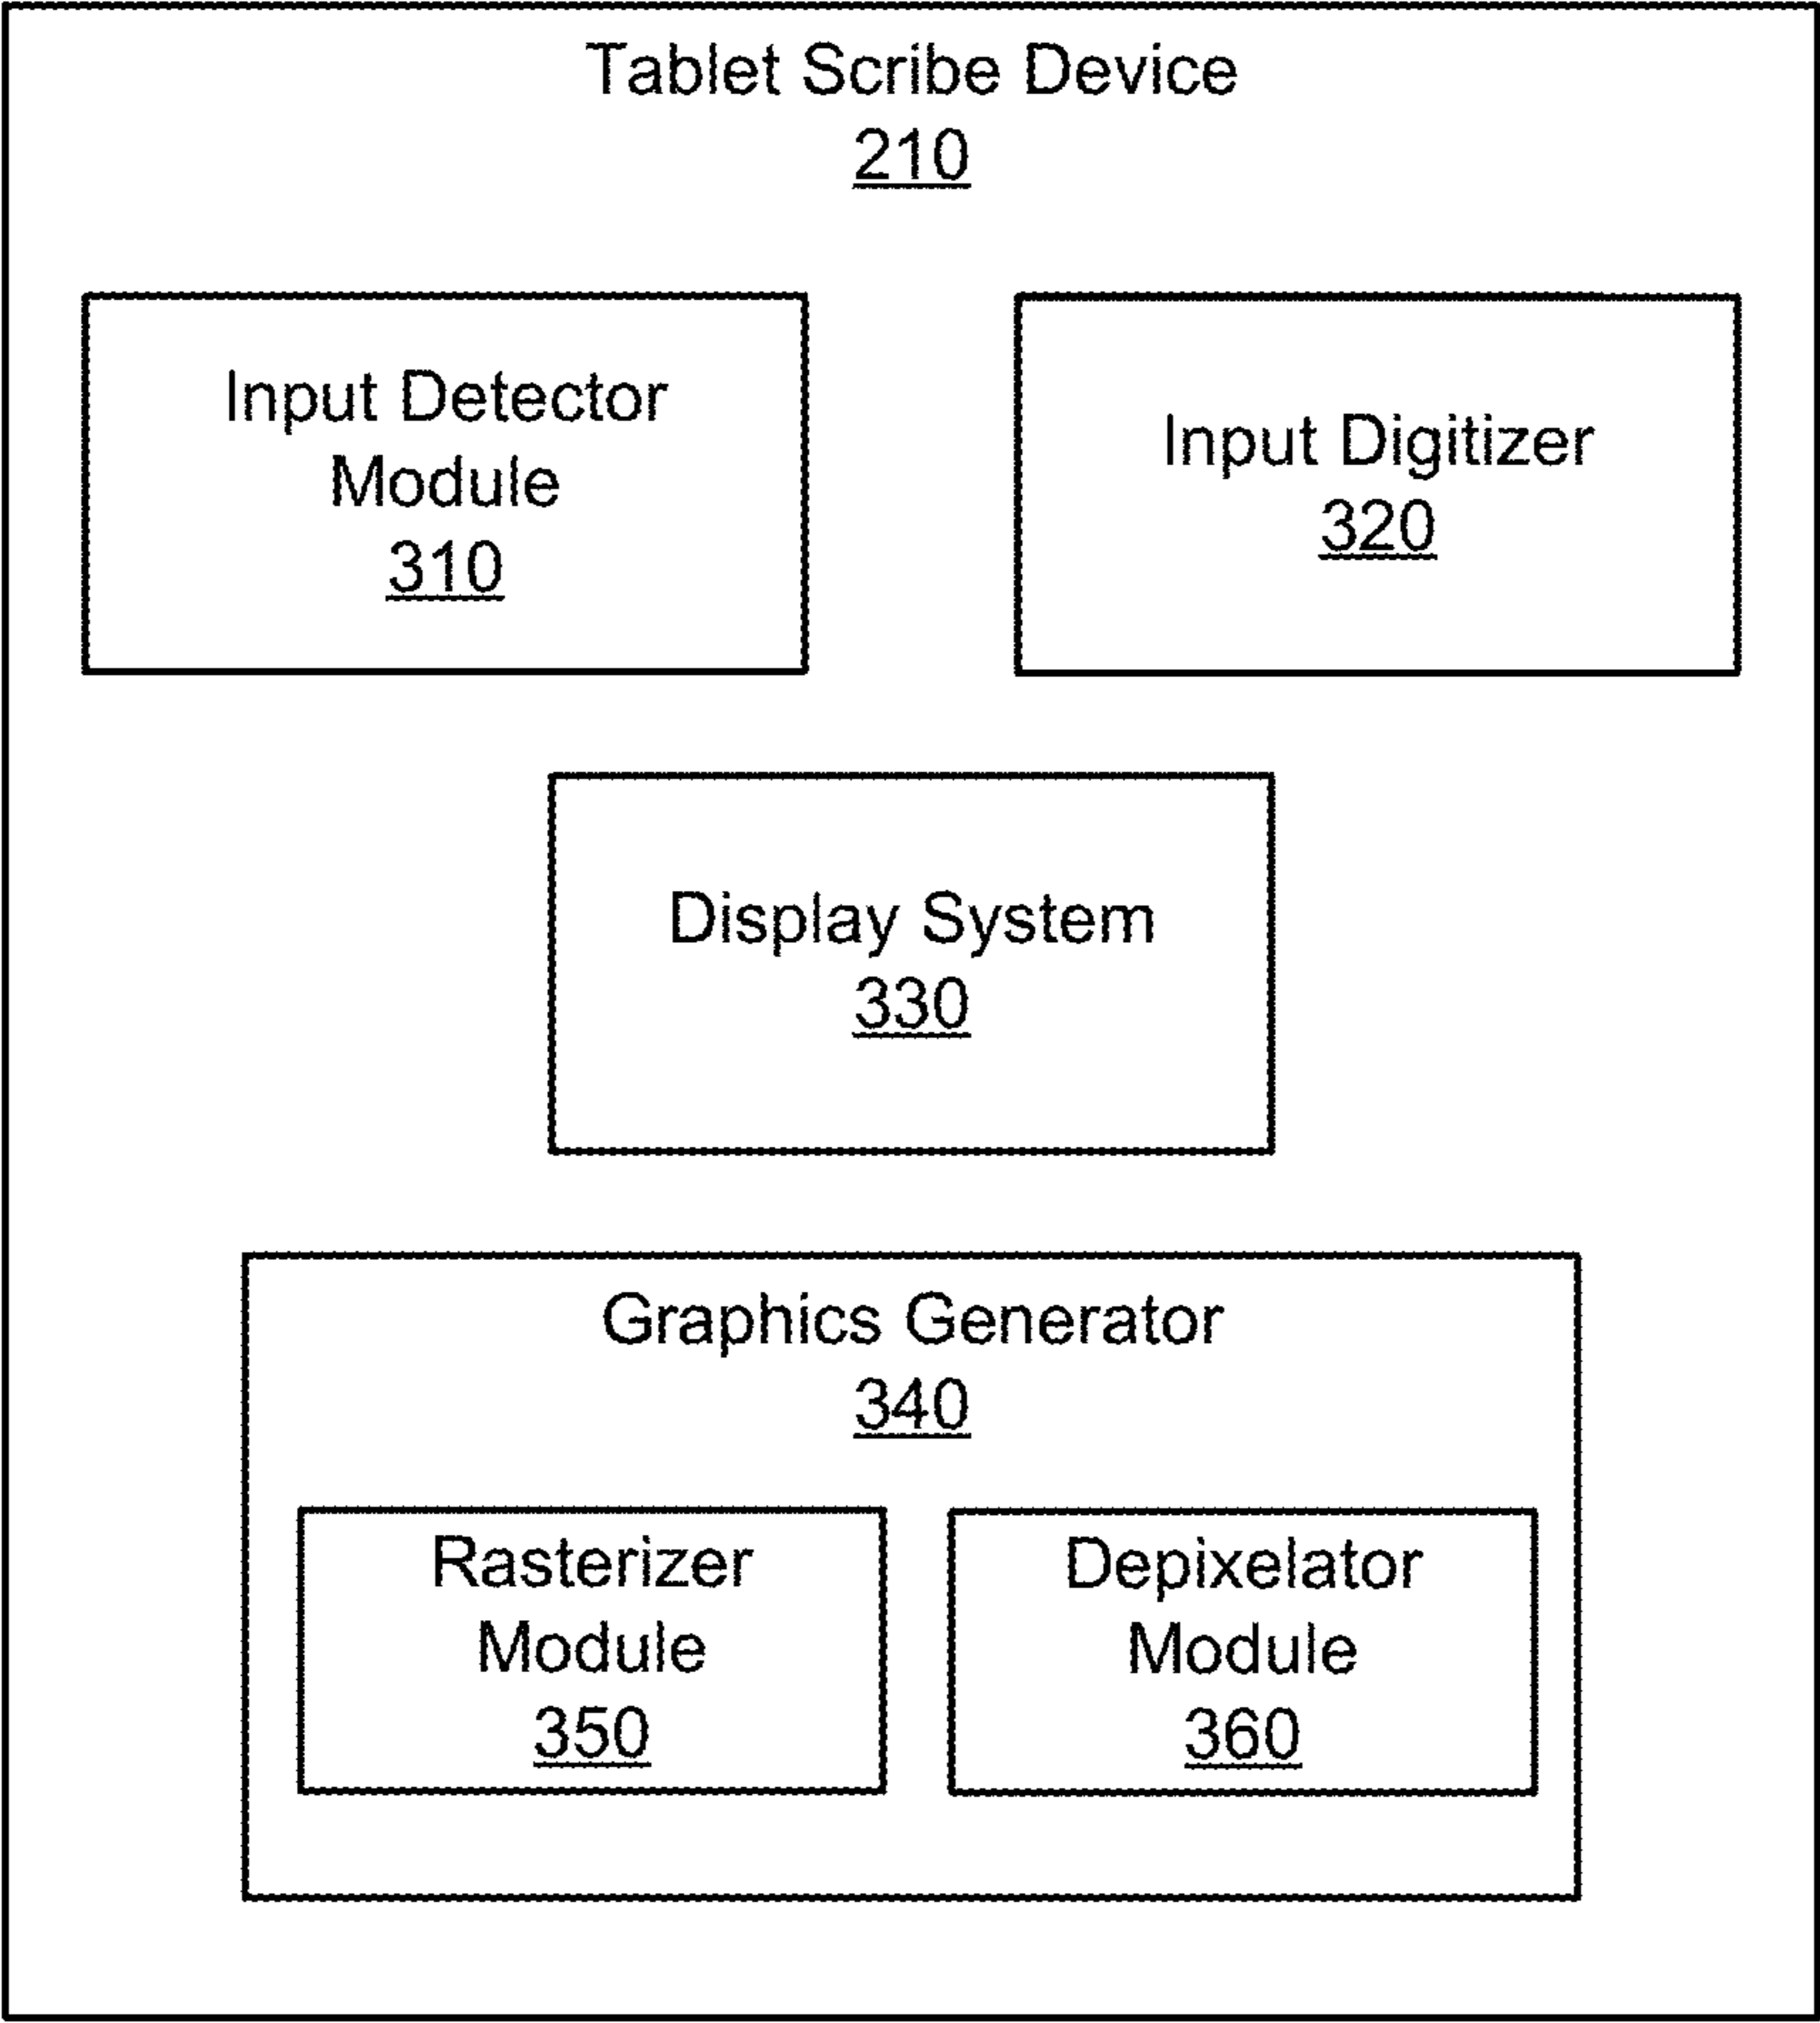 Tablet Scribe Device
210
Input Detector
Module
310
Input Digitizer
320
Display System
330
Graphics Generator
340
Rasterizer
Module
350
Depixelator
Module
360